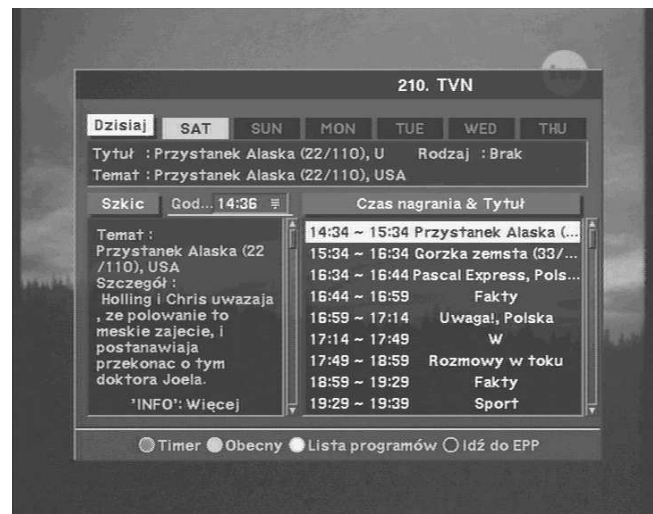 tvn
210. TVN
Dzisiaj SAT SUN MON TUE WED THU
Tytuł : Przystanek Alaska (22/110), U Rodzaj : Brak
Temat : Przystanek Alaska (22/110), USA
Szkic God... 14:36 Czas nagrania & Tytuł
Temat :
Przystanek Alaska (22
/110), USA
Szczegół :
Holling i Chris uwazaja
, ze polowanie to
meskie zajecie, i
postanawiaja
przekonac o tym
doktora Joela.
'INFO': Więcej
14:34 ~ 15:34 Przystanek Alaska (...
15:34 ~ 16:34 Gorzka zemsta (33/...
16:34 ~ 16:44 Pascal Express, Pols...
16:44 ~ 16:59 Fakty
16:59 ~ 17:14 Uwaga!, Polska
17:14 ~ 17:49 W
17:49 ~ 18:59 Rozmowy w toku
18:59 ~ 19:29 Fakty
19:29 ~ 19:39 Sport
Timer Obecny Lista programów Idź do EPP